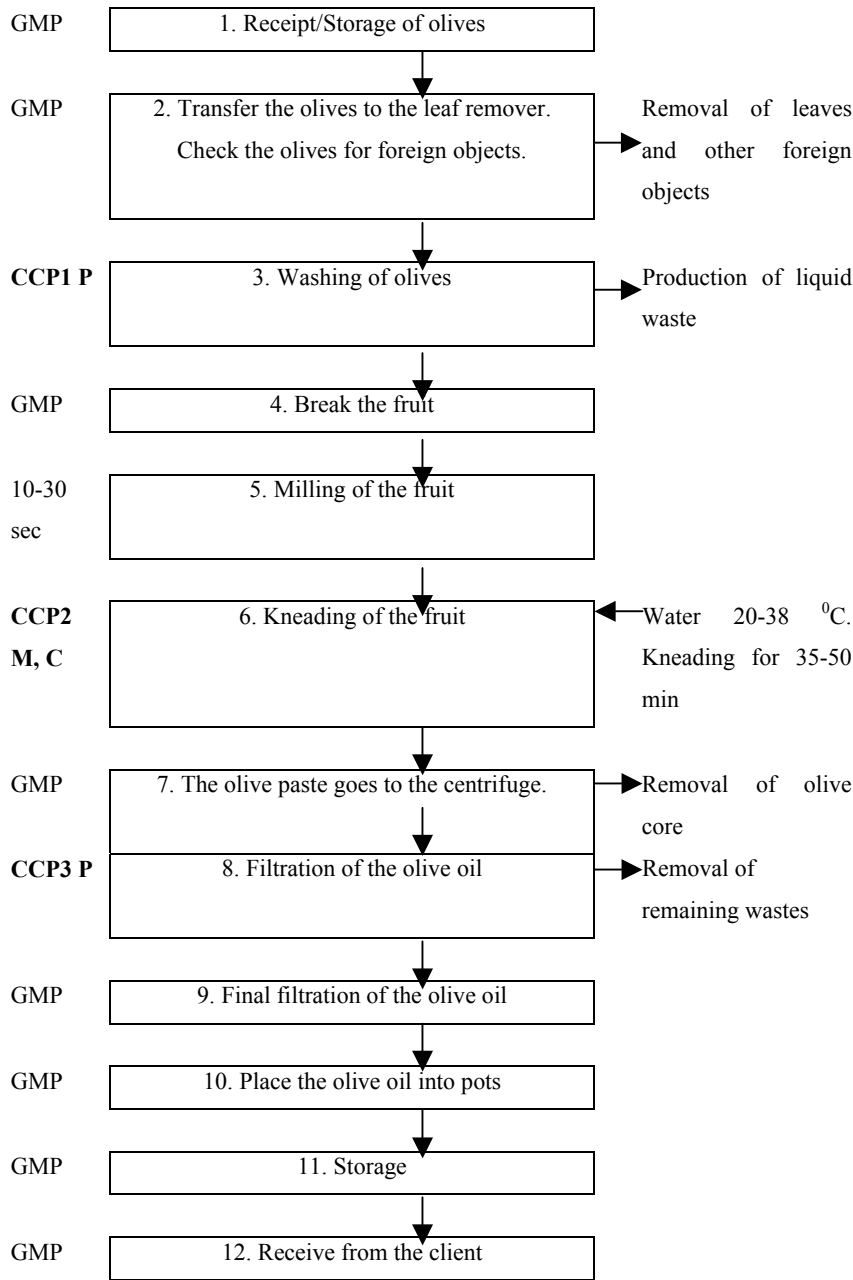 GMP 1. Receipt/Storage of olives
GMP 2. Transfer the olives to the leaf remover. Removal of leaves
Check the olives for foreign objects. and other foreign
objects
CCP1 P 3. Washing of olives Production of liquid
waste
GMP 4. Break the fruit
10-30 5. Milling of the fruit
sec
CCP2 6. Kneading of the fruit Water 20-38 ⁰C.
M, C Kneading for 35-50
min
GMP 7. The olive paste goes to the centrifuge. Removal of olive
core
CCP3 P 8. Filtration of the olive oil Removal of
remaining wastes
GMP 9. Final filtration of the olive oil
GMP 10. Place the olive oil into pots
GMP 11. Storage
GMP 12. Receive from the client